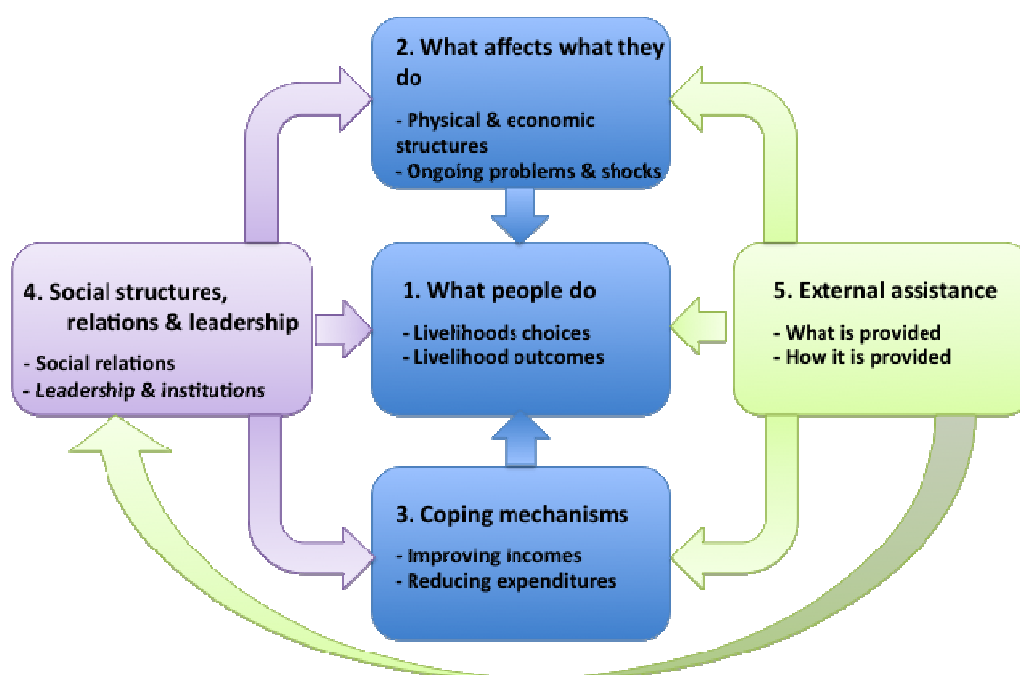 2. What affects what they
do
- Physical & economic
structures
- Ongoing problems & shocks
4. Social structures,
relations & leadership
- Social relations
- Leadership & institutions
1. What people do
- Livelihoods choices
- Livelihood outcomes
5. External assistance
- What is provided
- How it is provided
3. Coping mechanisms
- Improving incomes
- Reducing expenditures